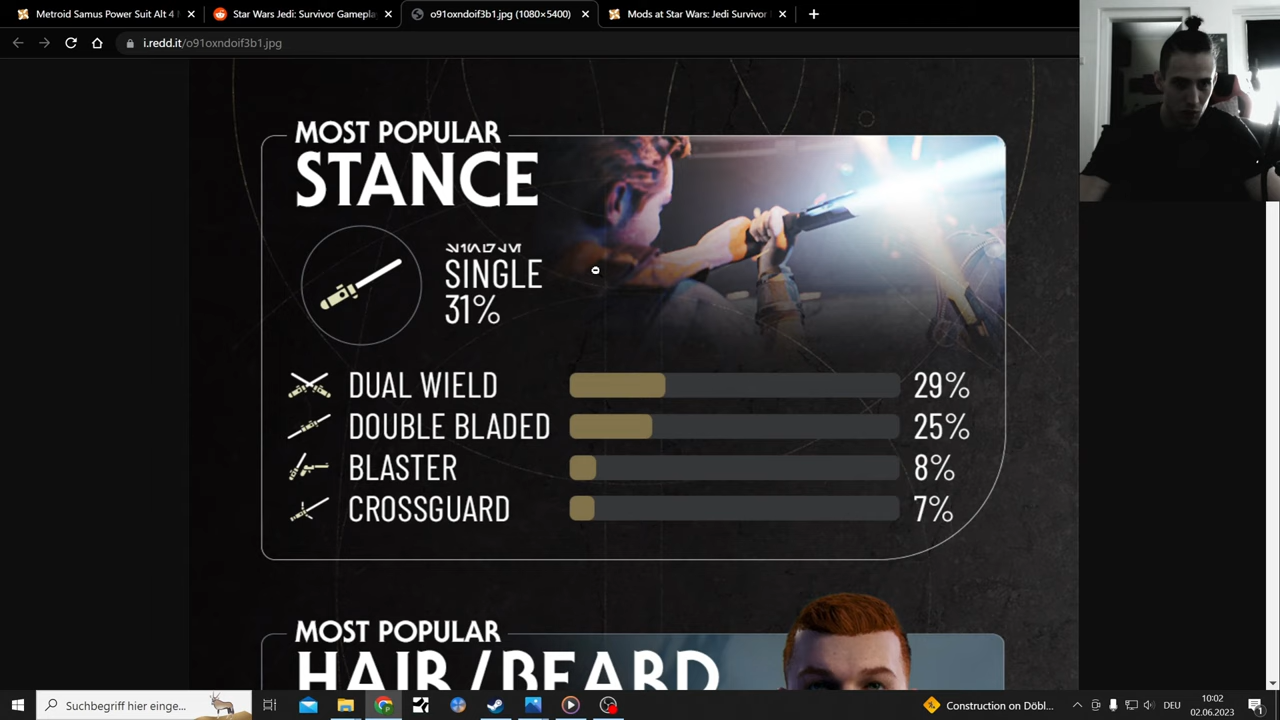 Metroid Samus Power Suit Alt 4
Star Wars Jedi: Survivor Gamepla
o91oxndoif3b1.jpg (1080×5400)
Mods at Star Wars: Jedi Survivor
i.redd.it/o91oxndoif3b1.jpg
MOST POPULAR
STANCE
SINGLE
31%
DUAL WIELD 29%
DOUBLE BLADED 25%
BLASTER 8%
CROSSGUARD 7%
MOST POPULAR
HAIR / BEARD
Suchbegriff hier einge...
Construction on Döbl...
DEU
10:02
02.06.2023
1